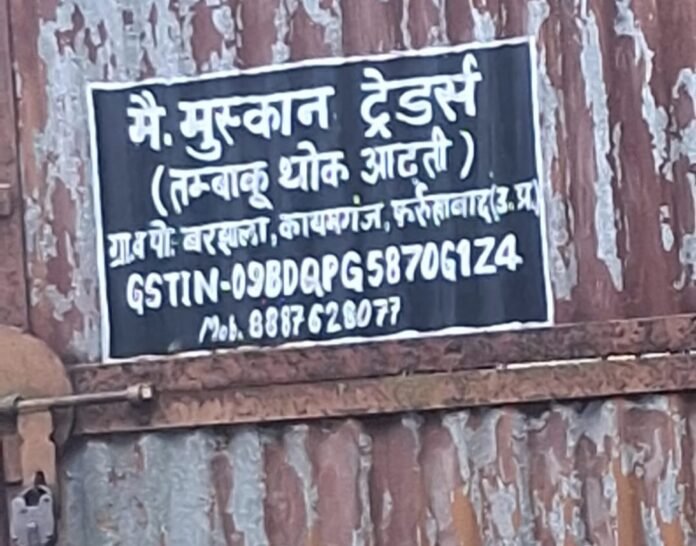 मै. मुस्कान ट्रेडर्स
(तम्बाकू थोक आढ़ती)
ग्रा.व पो. बरझाला, कायमगंज, फर्रुखाबाद (उ.प्र.)
GSTIN-09BDQPG5870G1Z4
Mob. 8887628077